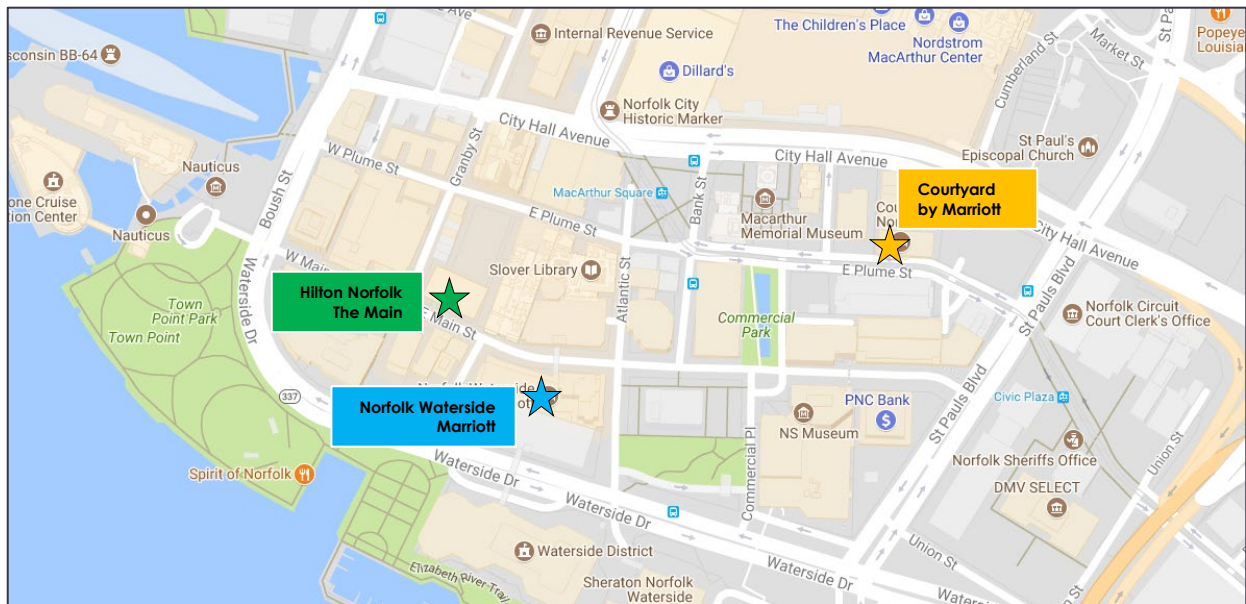 The Children's Place
Nordstrom
MacArthur Center
Popeye
Louisia
St Pa
Internal Revenue Service
Dillard's
Cumberland St
Market St
sconsin BB-64
Norfolk City
Historic Marker
City Hall Avenue
City Hall Avenue
St Paul's
Episcopal Church
W Plume St
Granby St
Boush St
Nauticus
MacArthur Square
Bank St
Macarthur
Memorial Museum
Courtyard
by Marriott
Cou
No
one Cruise
tion Center
Nauticus
E Plume St
City Hall Avenue
W Main
Waterside Dr
Slover Library
Atlantic St
E Plume St
St Pauls Blvd
Hilton Norfolk
The Main
Town
Point Park
Town Point
E Main St
Commercial
Park
Norfolk Circuit
Court Clerk's Office
337
Norfolk Waterside
Marriott
PNC Bank
Civic Plaza
NS Museum
St Pauls Blvd
Commercial Pl
Norfolk Sheriffs Office
Union St
Spirit of Norfolk
Waterside Dr
DMV SELECT
Waterside Dr
Union St
Waterside District
Waterside Dr
Elizabeth River Trail
Sheraton Norfolk
Waterside
Waters